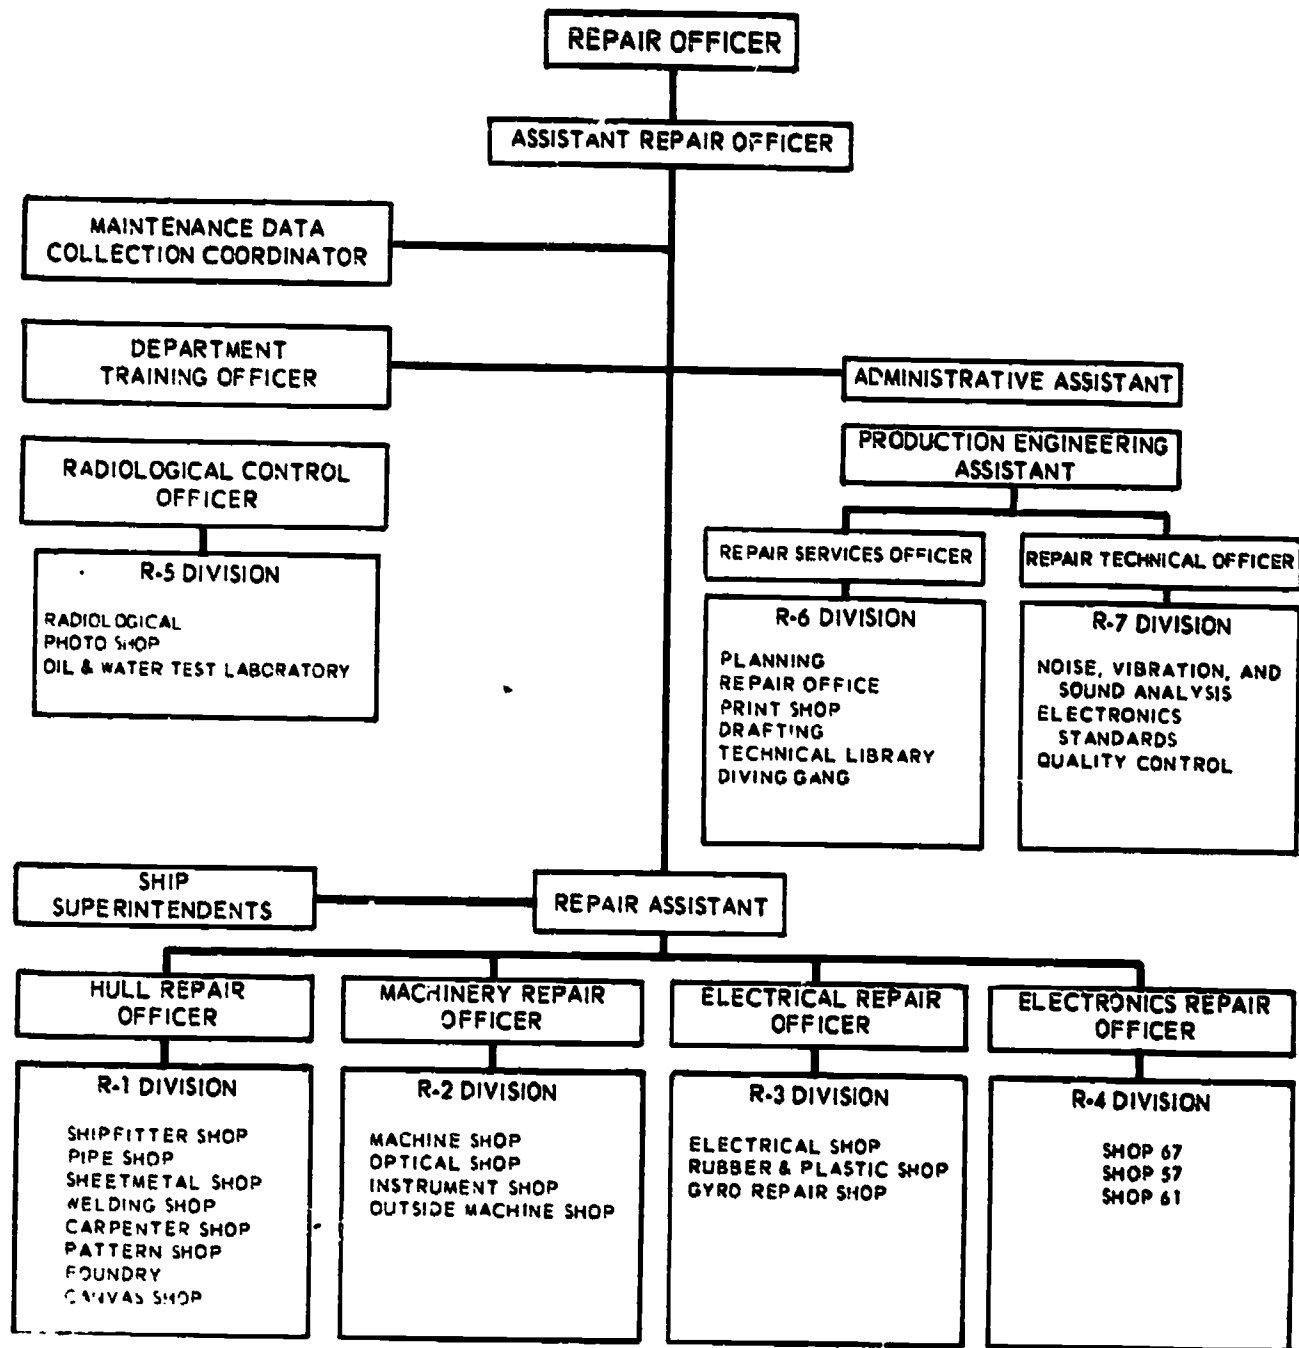 REPAIR OFFICER
ASSISTANT REPAIR OFFICER
MAINTENANCE DATA
COLLECTION COORDINATOR
DEPARTMENT
TRAINING OFFICER
ADMINISTRATIVE ASSISTANT
RADIOLOGICAL CONTROL
OFFICER
PRODUCTION ENGINEERING
ASSISTANT
R-5 DIVISION
RADIOLOGICAL
PHOTO SHOP
OIL & WATER TEST LABORATORY
REPAIR SERVICES OFFICER
REPAIR TECHNICAL OFFICER
R-6 DIVISION
PLANNING
REPAIR OFFICE
PRINT SHOP
DRAFTING
TECHNICAL LIBRARY
DIVING GANG
R-7 DIVISION
NOISE, VIBRATION, AND
SOUND ANALYSIS
ELECTRONICS
STANDARDS
QUALITY CONTROL
SHIP
SUPERINTENDENTS
REPAIR ASSISTANT
HULL REPAIR
OFFICER
MACHINERY REPAIR
OFFICER
ELECTRICAL REPAIR
OFFICER
ELECTRONICS REPAIR
OFFICER
R-1 DIVISION
SHIPFITTER SHOP
PIPE SHOP
SHEETMETAL SHOP
WELDING SHOP
CARPENTER SHOP
PATTERN SHOP
FOUNDRY
CANVAS SHOP
R-2 DIVISION
MACHINE SHOP
OPTICAL SHOP
INSTRUMENT SHOP
OUTSIDE MACHINE SHOP
R-3 DIVISION
ELECTRICAL SHOP
RUBBER & PLASTIC SHOP
GYRO REPAIR SHOP
R-4 DIVISION
SHOP 67
SHOP 57
SHOP 61